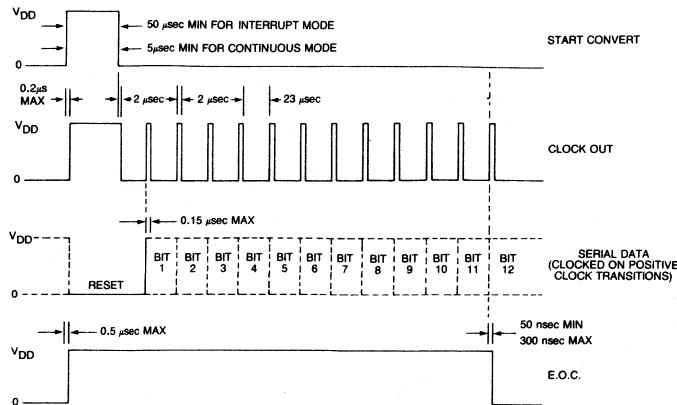 VDD
50 μsec MIN FOR INTERRUPT MODE
START CONVERT
5μsec MIN FOR CONTINUOUS MODE
0
0.2μs
MAX
2 μsec
2 μsec
23 μsec
VDD
CLOCK OUT
0
0.15 μsec MAX
VDD
BIT 1
BIT 2
BIT 3
BIT 4
BIT 5
BIT 6
BIT 7
BIT 8
BIT 9
BIT 10
BIT 11
BIT 12
SERIAL DATA
(CLOCKED ON POSITIVE
CLOCK TRANSITIONS)
RESET
0
0.5 μsec MAX
50 nsec MIN
300 nsec MAX
VDD
E.O.C.
0